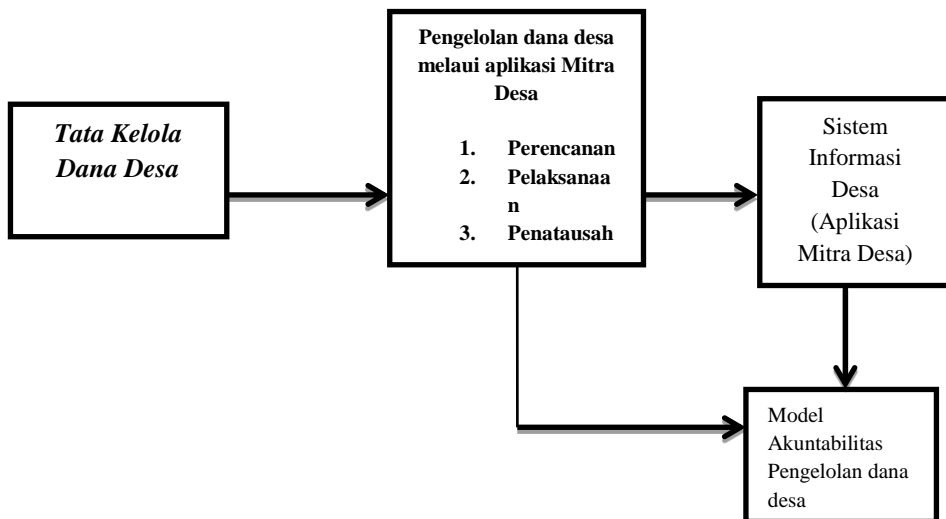 Tata Kelola
Dana Desa
Pengelolan dana desa
melaui aplikasi Mitra
Desa
1. Perencanan
2. Pelaksanaa
n
3. Penatausah
Sistem
Informasi
Desa
(Aplikasi
Mitra Desa)
Model
Akuntabilitas
Pengelolan dana
desa